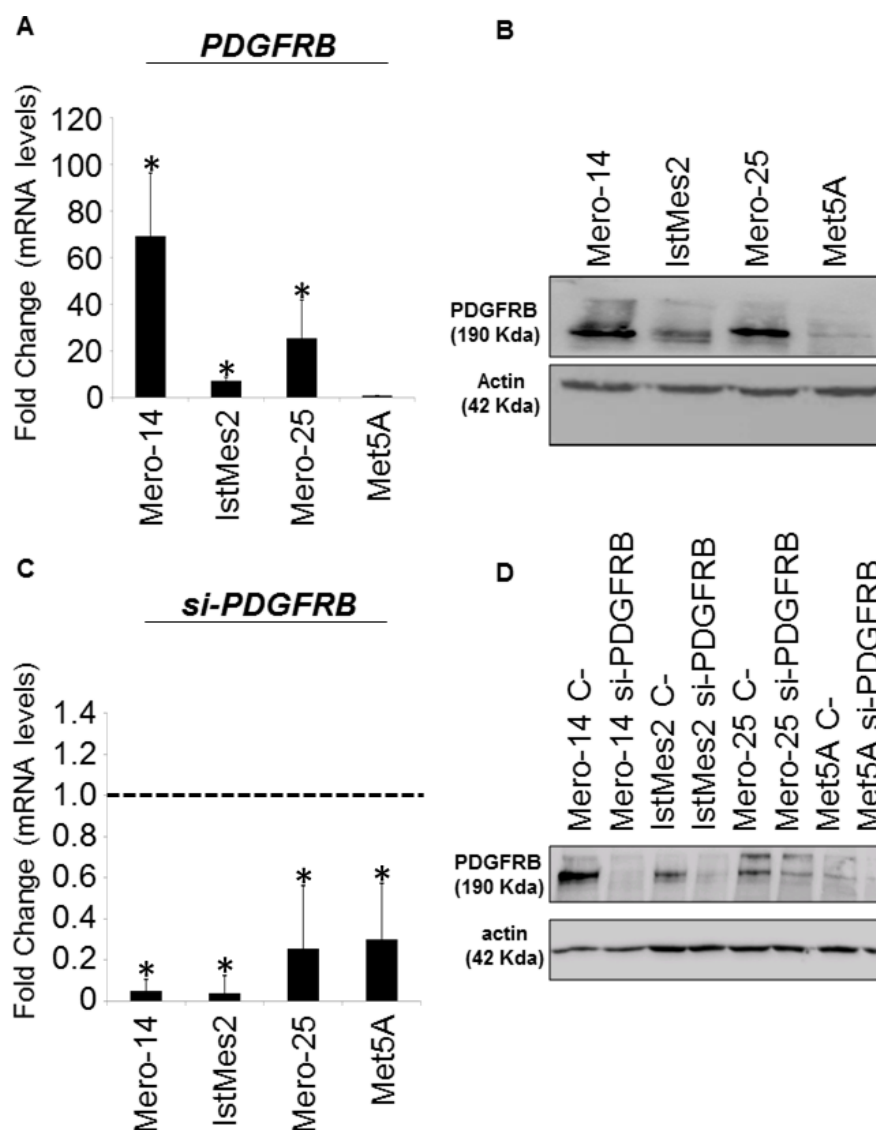 A
PDGFRB
Fold Change (mRNA levels)
120
100
80
60
40
20
0
*
*
*
Mero-14
IstMes2
Mero-25
Met5A
B
Mero-14
IstMes2
Mero-25
Met5A
PDGFRB
(190 Kda)
Actin
(42 Kda)
C
si-PDGFRB
Fold Change (mRNA levels)
1.4
1.2
1.0
0.8
0.6
0.4
0.2
0
*
*
*
*
Mero-14
IstMes2
Mero-25
Met5A
D
Mero-14 C-
Mero-14 si-PDGFRB
IstMes2 C-
IstMes2 si-PDGFRB
Mero-25 C-
Mero-25 si-PDGFRB
Met5A C-
Met5A si-PDGFRB
PDGFRB
(190 Kda)
actin
(42 Kda)